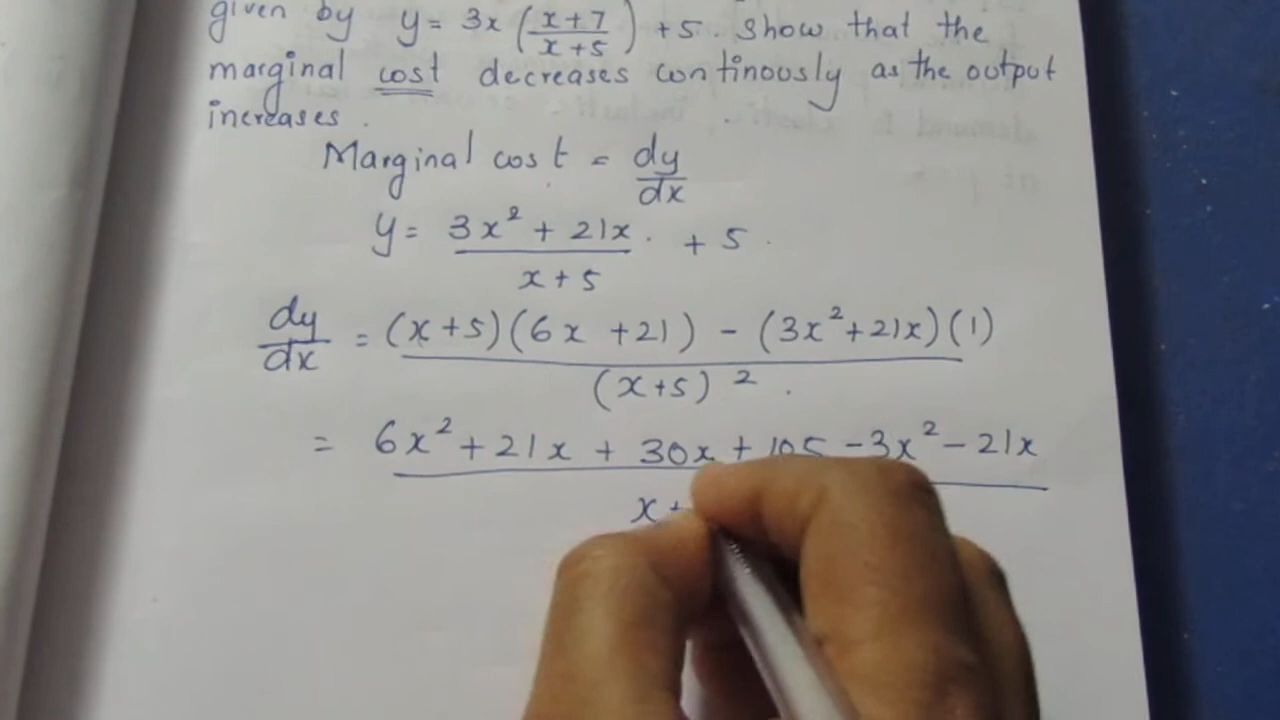 given by y = 3x (x+7 / x+5) + 5. Show that the
marginal cost decreases continously as the output
increases.
Marginal cost = dy/dx
y = 3x² + 21x / x+5 + 5.
dy/dx = (x+5)(6x +21) - (3x²+21x)(1) / (x+5)².
= 6x² + 21x + 30x + 105 - 3x² - 21x / x+